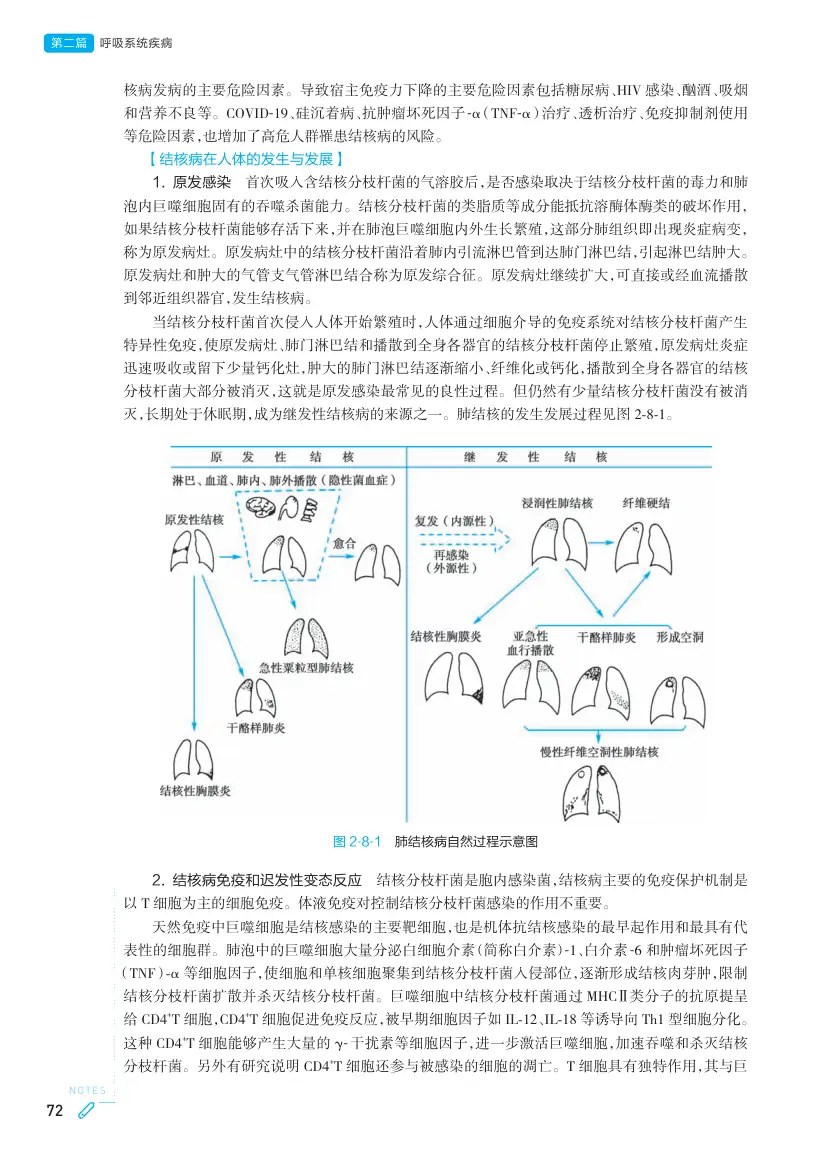 第二篇 呼吸系统疾病
核病发病的主要危险因素。导致宿主免疫力下降的主要危险因素包括糖尿病、HIV 感染、酗酒、吸烟
和营养不良等。COVID-19、硅沉着病、抗肿瘤坏死因子-α(TNF-α)治疗、透析治疗、免疫抑制剂使用
等危险因素,也增加了高危人群罹患结核病的风险。
【结核病在人体的发生与发展】
1. 原发感染 首次吸入含结核分枝杆菌的气溶胶后,是否感染取决于结核分枝杆菌的毒力和肺
泡内巨噬细胞固有的吞噬杀菌能力。结核分枝杆菌的类脂质等成分能抵抗溶酶体酶类的破坏作用,
如果结核分枝杆菌能够存活下来,并在肺泡巨噬细胞内外生长繁殖,这部分肺组织即出现炎症病变,
称为原发病灶。原发病灶中的结核分枝杆菌沿着肺内引流淋巴管到达肺门淋巴结,引起淋巴结肿大。
原发病灶和肿大的气管支气管淋巴结合称为原发综合征。原发病灶继续扩大,可直接或经血流播散
到邻近组织器官,发生结核病。
当结核分枝杆菌首次侵入人体开始繁殖时,人体通过细胞介导的免疫系统对结核分枝杆菌产生
特异性免疫,使原发病灶、肺门淋巴结和播散到全身各器官的结核分枝杆菌停止繁殖,原发病灶炎症
迅速吸收或留下少量钙化灶,肿大的肺门淋巴结逐渐缩小、纤维化或钙化,播散到全身各器官的结核
分枝杆菌大部分被消灭,这就是原发感染最常见的良性过程。但仍然有少量结核分枝杆菌没有被消
灭,长期处于休眠期,成为继发性结核病的来源之一。肺结核的发生发展过程见图 2-8-1。
原 发 性 结 核
继 发 性 结 核
淋巴、血道、肺内、肺外播散(隐性菌血症)
原发性结核
愈合
急性粟粒型肺结核
干酪样肺炎
结核性胸膜炎
复发(内源性)
再感染
(外源性)
浸润性肺结核
纤维硬结
结核性胸膜炎
亚急性
血行播散
干酪样肺炎
形成空洞
慢性纤维空洞性肺结核
图 2-8-1 肺结核病自然过程示意图
2. 结核病免疫和迟发性变态反应 结核分枝杆菌是胞内感染菌,结核病主要的免疫保护机制是
以 T 细胞为主的细胞免疫。体液免疫对控制结核分枝杆菌感染的作用不重要。
天然免疫中巨噬细胞是结核感染的主要靶细胞,也是机体抗结核感染的最早起作用和最具有代
表性的细胞群。肺泡中的巨噬细胞大量分泌白细胞介素(简称白介素)-1、白介素-6 和肿瘤坏死因子
(TNF)-α 等细胞因子,使细胞和单核细胞聚集到结核分枝杆菌入侵部位,逐渐形成结核肉芽肿,限制
结核分枝杆菌扩散并杀灭结核分枝杆菌。巨噬细胞中结核分枝杆菌通过 MHCⅡ类分子的抗原提呈
给 CD4⁺T 细胞,CD4⁺T 细胞促进免疫反应,被早期细胞因子如 IL-12、IL-18 等诱导向 Th1 型细胞分化。
这种 CD4⁺T 细胞能够产生大量的 γ-干扰素等细胞因子,进一步激活巨噬细胞,加速吞噬和杀灭结核
分枝杆菌。另外有研究说明 CD4⁺T 细胞还参与被感染的细胞的凋亡。T 细胞具有独特作用,其与巨
NOTES
72